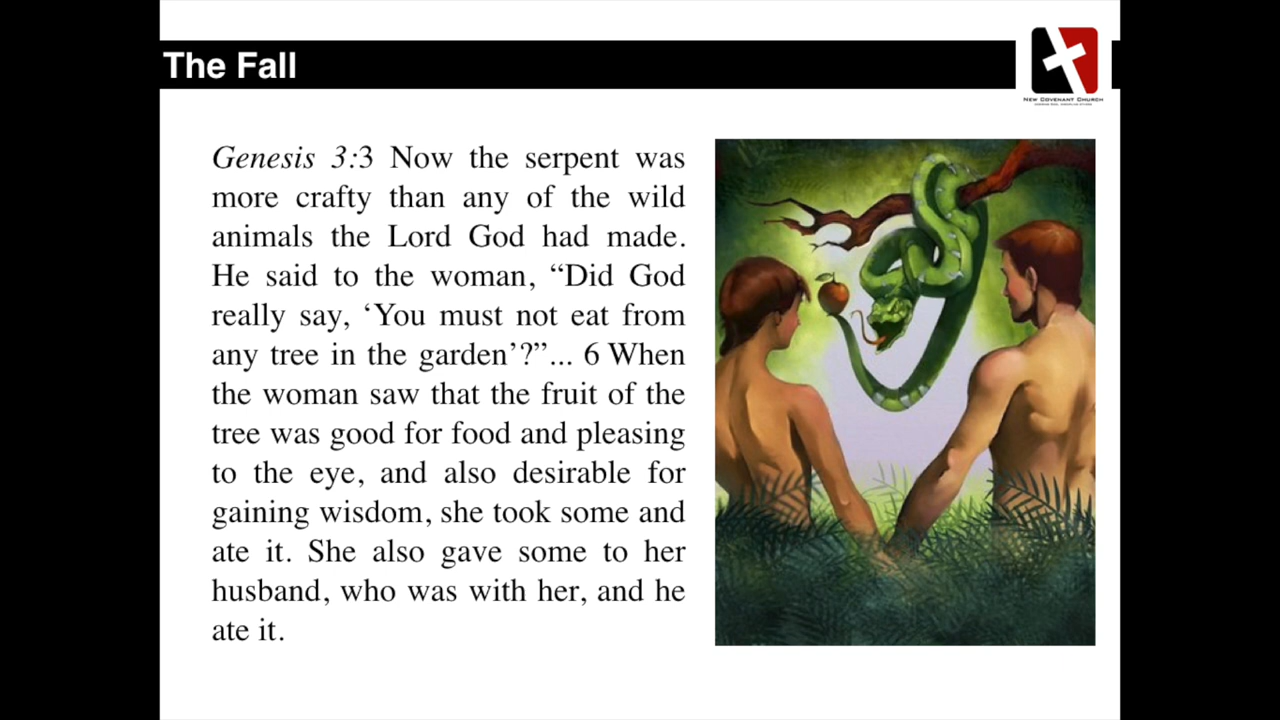 The Fall
New Covenant Church
Genesis 3:3 Now the serpent was
more crafty than any of the wild
animals the Lord God had made.
He said to the woman, “Did God
really say, ‘You must not eat from
any tree in the garden’?”... 6 When
the woman saw that the fruit of the
tree was good for food and pleasing
to the eye, and also desirable for
gaining wisdom, she took some and
ate it. She also gave some to her
husband, who was with her, and he
ate it.